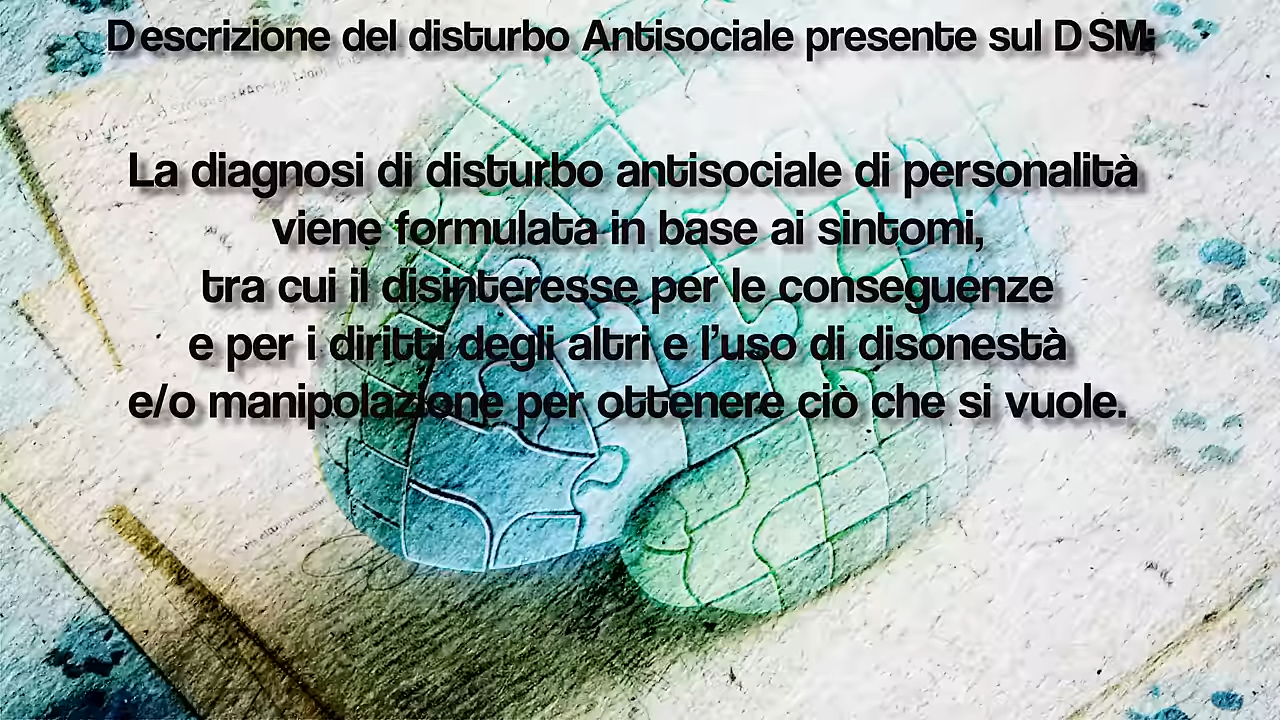 Descrizione del disturbo Antisociale presente sul DSM:
La diagnosi di disturbo antisociale di personalità
viene formulata in base ai sintomi,
tra cui il disinteresse per le conseguenze
e per i diritti degli altri e l'uso di disonestà
e/o manipolazione per ottenere ciò che si vuole.